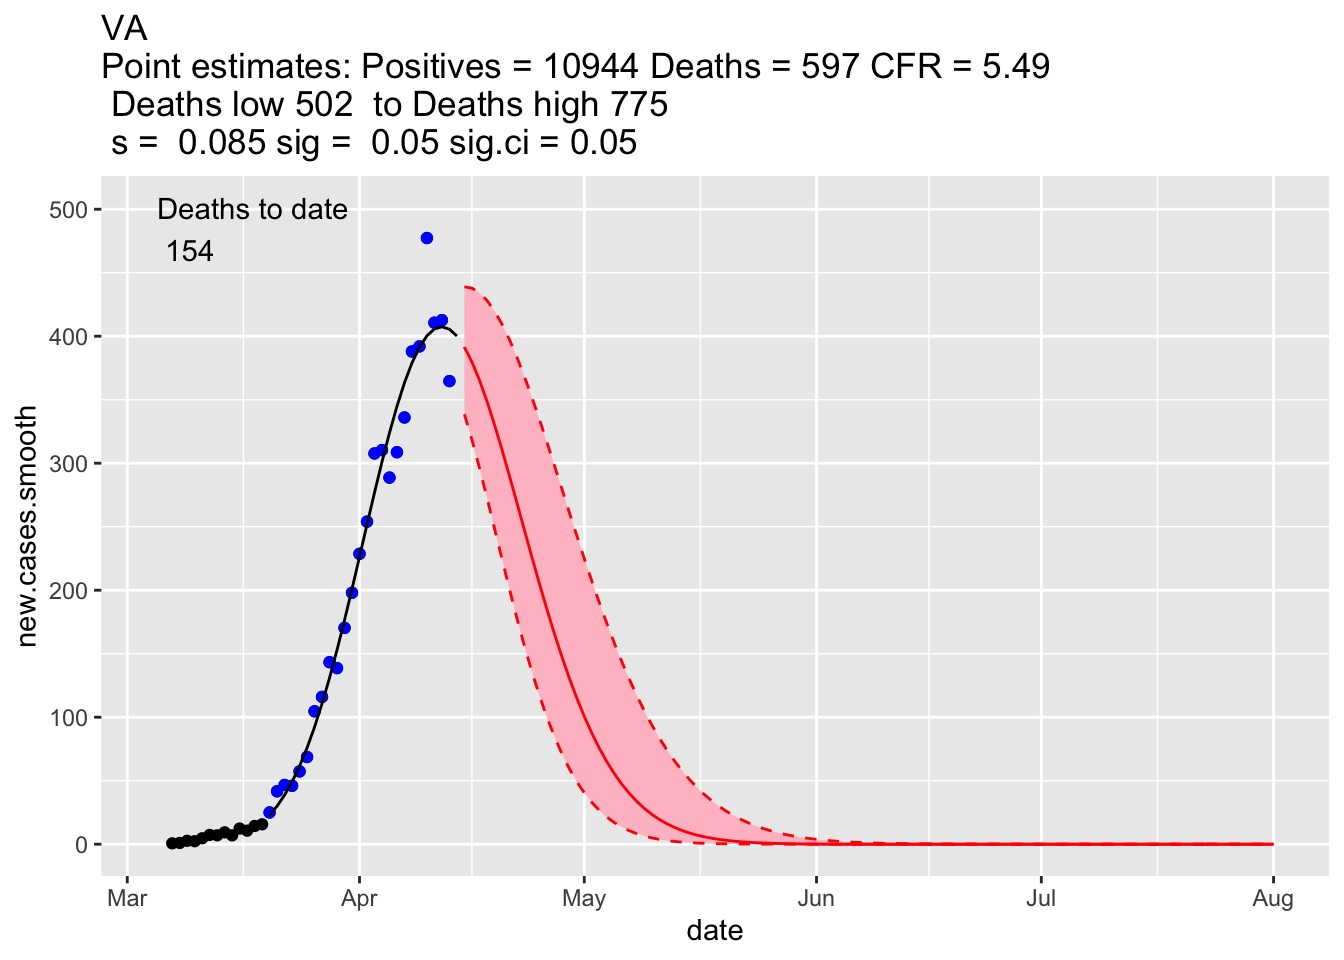 VA
Point estimates: Positives = 10944 Deaths = 597 CFR = 5.49
Deaths low 502  to Deaths high 775
s =  0.085 sig =  0.05 sig.ci = 0.05
Deaths to date
154
500
400
300
200
100
0
new.cases.smooth
Mar Apr May Jun Jul Aug
date